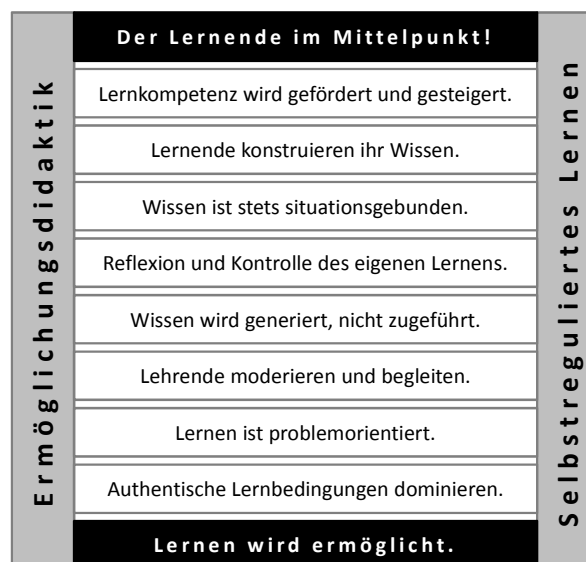 Der Lernende im Mittelpunkt!
Ermöglichungsdidaktik
Lernkompetenz wird gefördert und gesteigert.
Lernende konstruieren ihr Wissen.
Wissen ist stets situationsgebunden.
Reflexion und Kontrolle des eigenen Lernens.
Wissen wird generiert, nicht zugeführt.
Lehrende moderieren und begleiten.
Lernen ist problemorientiert.
Authentische Lernbedingungen dominieren.
Selbstreguliertes Lernen
Lernen wird ermöglicht.